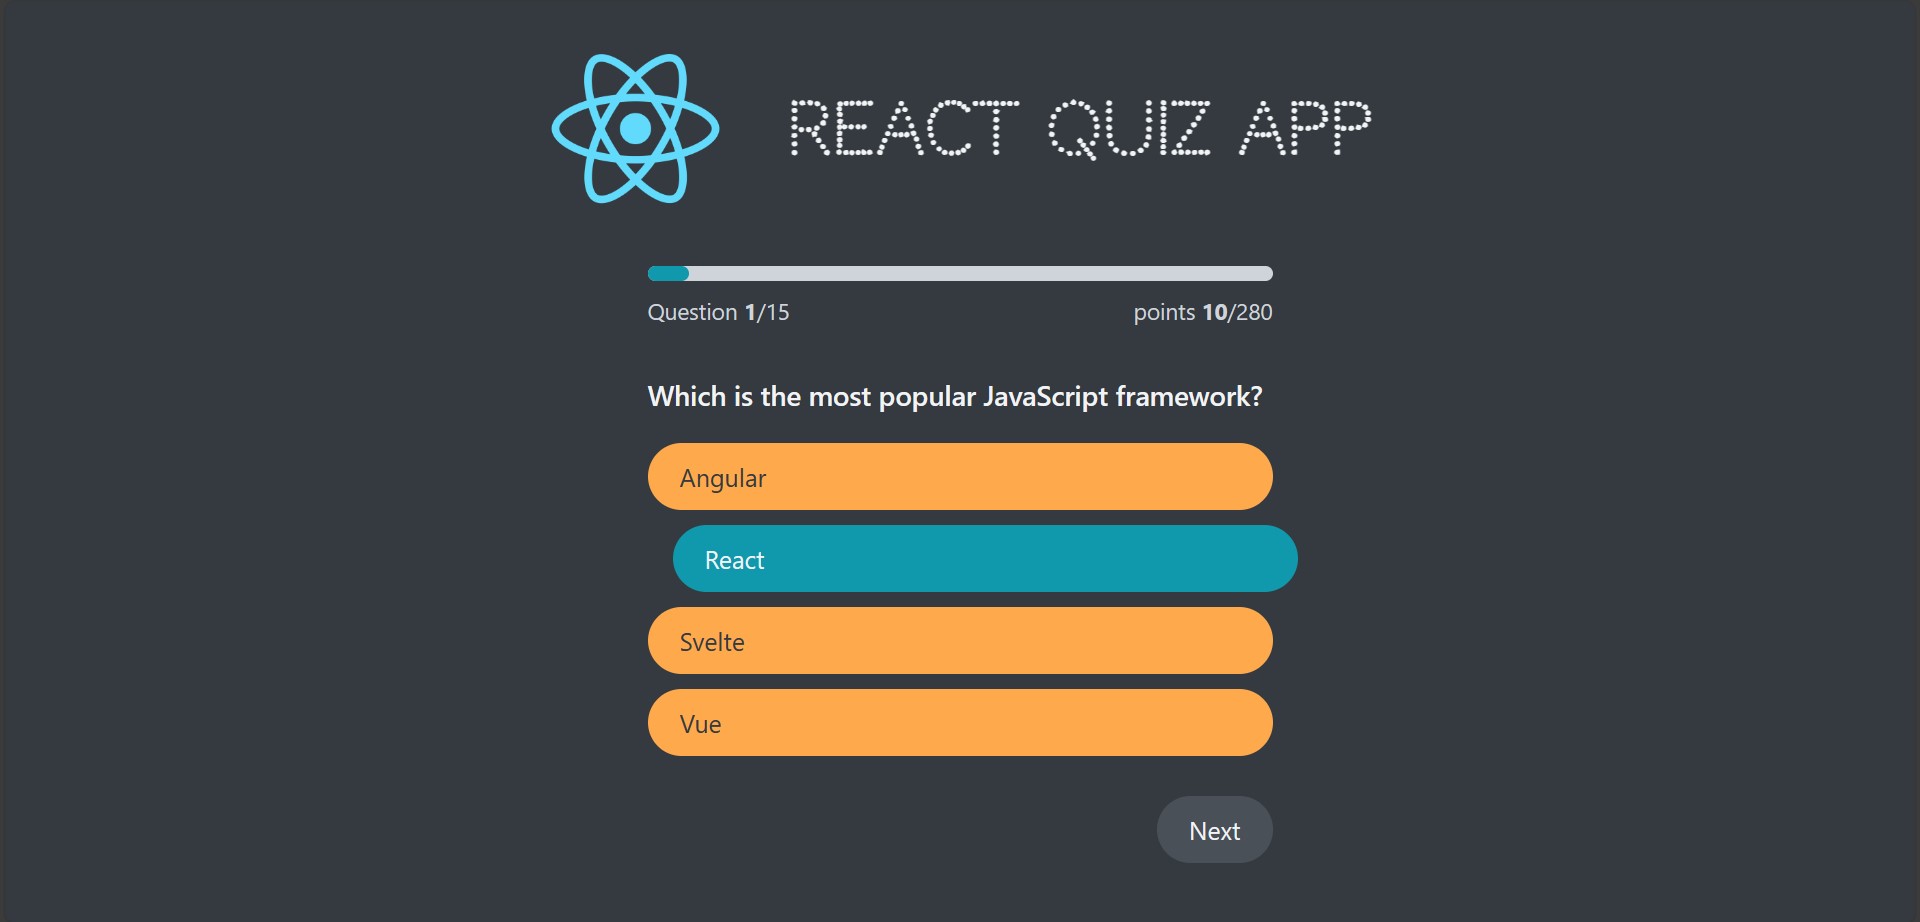 REACT QUIZ APP
Question 1/15 points 10/280
Which is the most popular JavaScript framework?
Angular
React
Svelte
Vue
Next